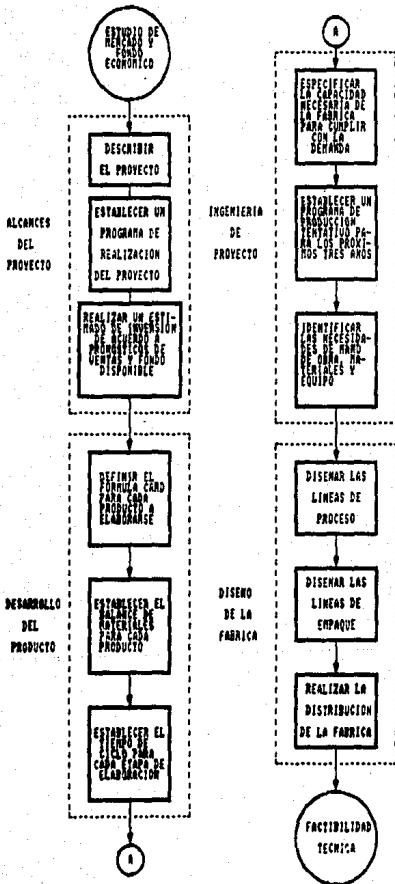 ESTUDIO DE
MERCADO Y
FONDO
ECONOMICO
ALCANCES
DEL
PROYECTO
DESCRIBIR
EL PROYECTO
ESTABLECER UN
PROGRAMA DE
REALIZACION
DEL PROYECTO
REALIZAR UN ESTI-
MADO DE INVERSION
DE ACUERDO A
PRONOSTICOS DE
VENTAS Y FONDO
DISPONIBLE
DESARROLLO
DEL
PRODUCTO
DEFINIR EL
FORMULA CARD
PARA CADA
PRODUCTO A
ELABORARSE
ESTABLECER EL
BALANCE DE
MATERIALES
PARA CADA
PRODUCTO
ESTABLECER EL
TIEMPO DE
CICLO PARA
CADA ETAPA DE
ELABORACION
A
A
INGENIERIA
DE
PROYECTO
ESPECIFICAR
LA CAPACIDAD
NECESARIA DE
LA FABRICA
PARA CUMPLIR
CON LA
DEMANDA
ESTABLECER UN
PROGRAMA DE
PRODUCCION
TENTATIVO PA-
RA LOS PROXI-
MOS TRES ANOS
IDENTIFICAR
LAS NECESIDA-
DES DE MANO
DE OBRA, MA-
TERIALES Y
EQUIPO
DISENO
DE LA
FABRICA
DISENAR LAS
LINEAS DE
PROCESO
DISENAR LAS
LINEAS DE
EMPAQUE
REALIZAR LA
DISTRIBUCION
DE LA FABRICA
FACTIBILIDAD
TECNICA